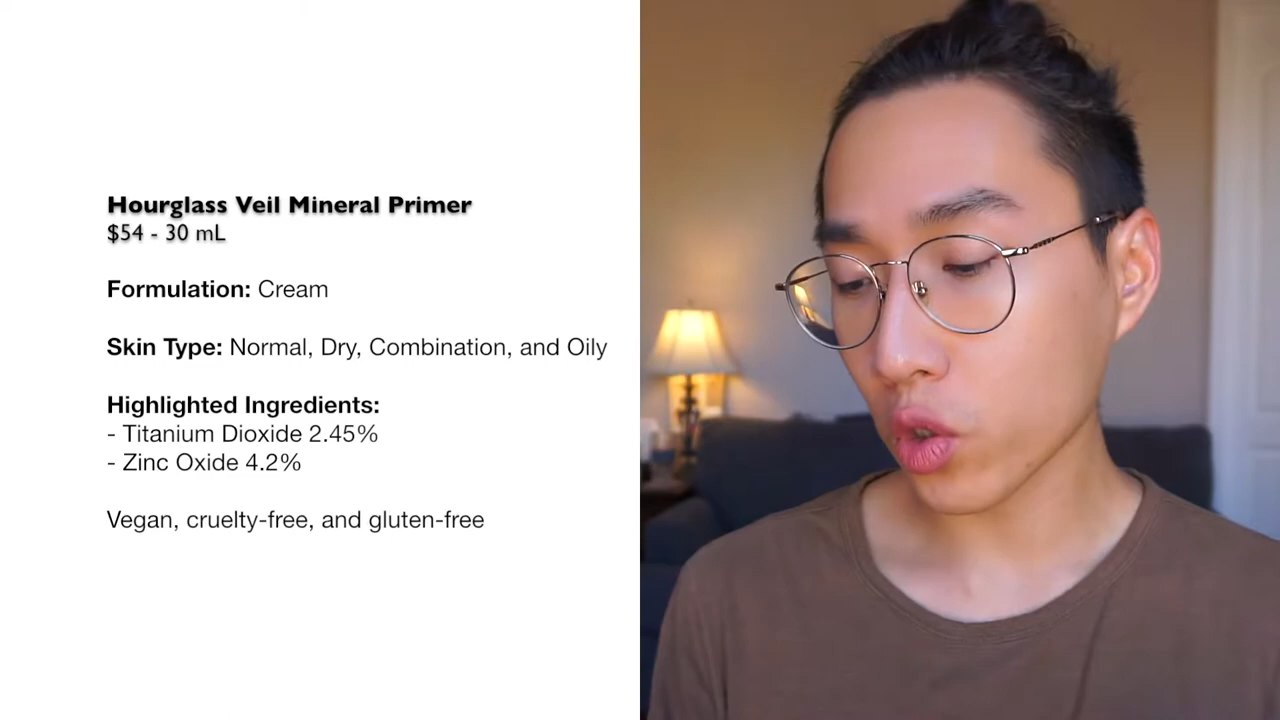 Hourglass Veil Mineral Primer
$54 - 30 mL
Formulation: Cream
Skin Type: Normal, Dry, Combination, and Oily
Highlighted Ingredients:
- Titanium Dioxide 2.45%
- Zinc Oxide 4.2%
Vegan, cruelty-free, and gluten-free